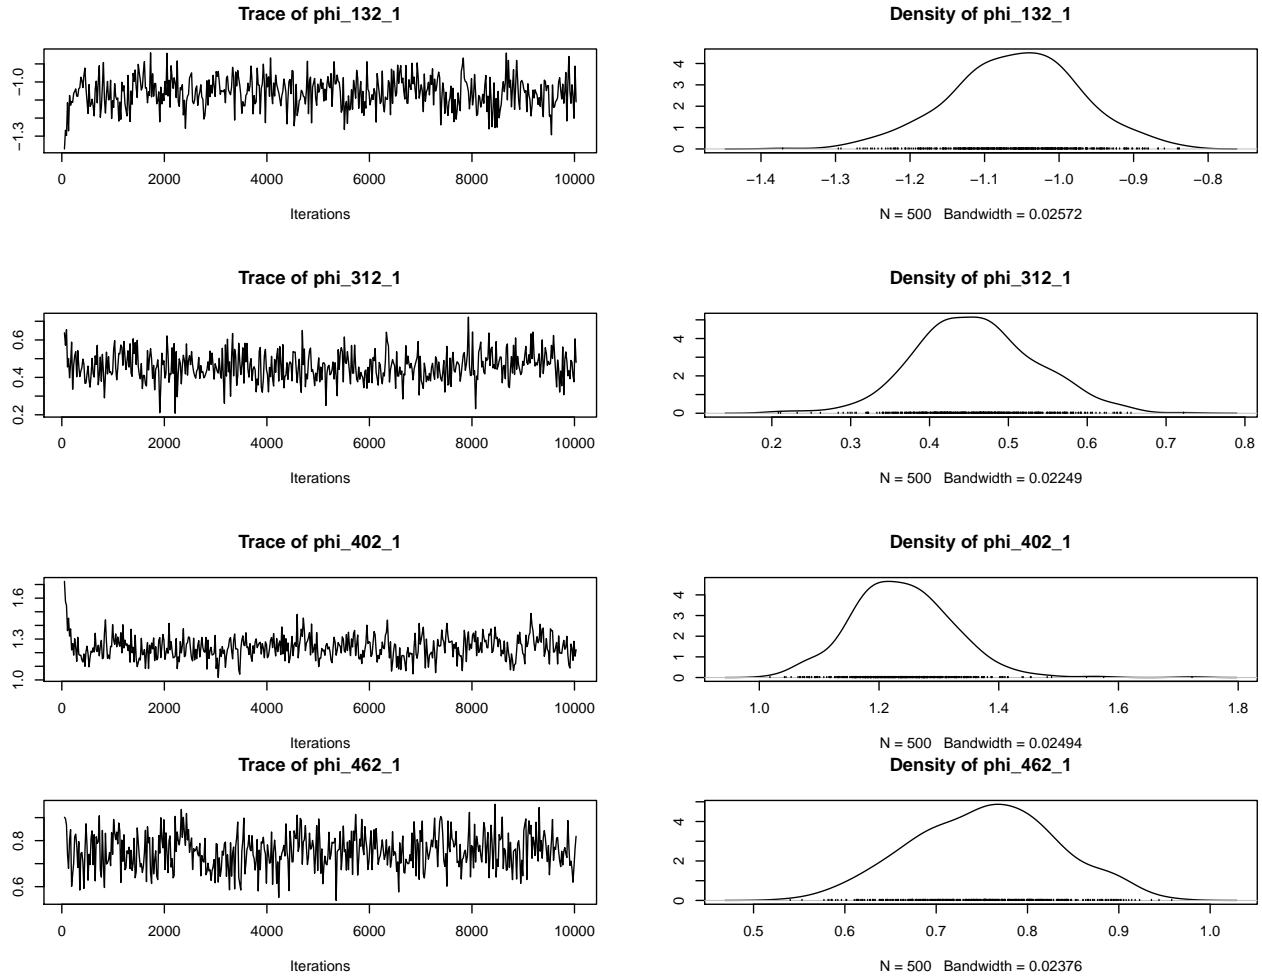 Trace of phi_132_1
−1.3 −1.0
0 2000 4000 6000 8000 10000
Iterations
Density of phi_132_1
0 1 2 3 4
−1.4 −1.3 −1.2 −1.1 −1.0 −0.9 −0.8
N = 500 Bandwidth = 0.02572
Trace of phi_312_1
0.2 0.4 0.6
0 2000 4000 6000 8000 10000
Iterations
Density of phi_312_1
0 2 4
0.2 0.3 0.4 0.5 0.6 0.7 0.8
N = 500 Bandwidth = 0.02249
Trace of phi_402_1
1.0 1.3 1.6
0 2000 4000 6000 8000 10000
Iterations
Density of phi_402_1
0 1 2 3 4
1.0 1.2 1.4 1.6 1.8
N = 500 Bandwidth = 0.02494
Trace of phi_462_1
0.6 0.8
0 2000 4000 6000 8000 10000
Iterations
Density of phi_462_1
0 2 4
0.5 0.6 0.7 0.8 0.9 1.0
N = 500 Bandwidth = 0.02376